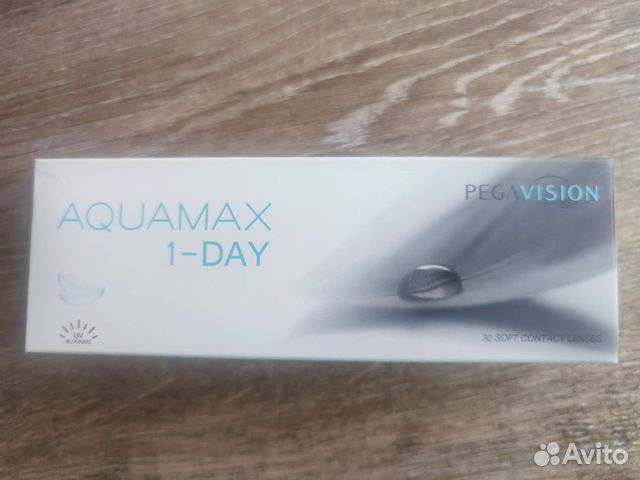 AQUAMAX
1-DAY
PEGAVISION
UV
BLOCKING
30 SOFT CONTACT LENSES
Avito